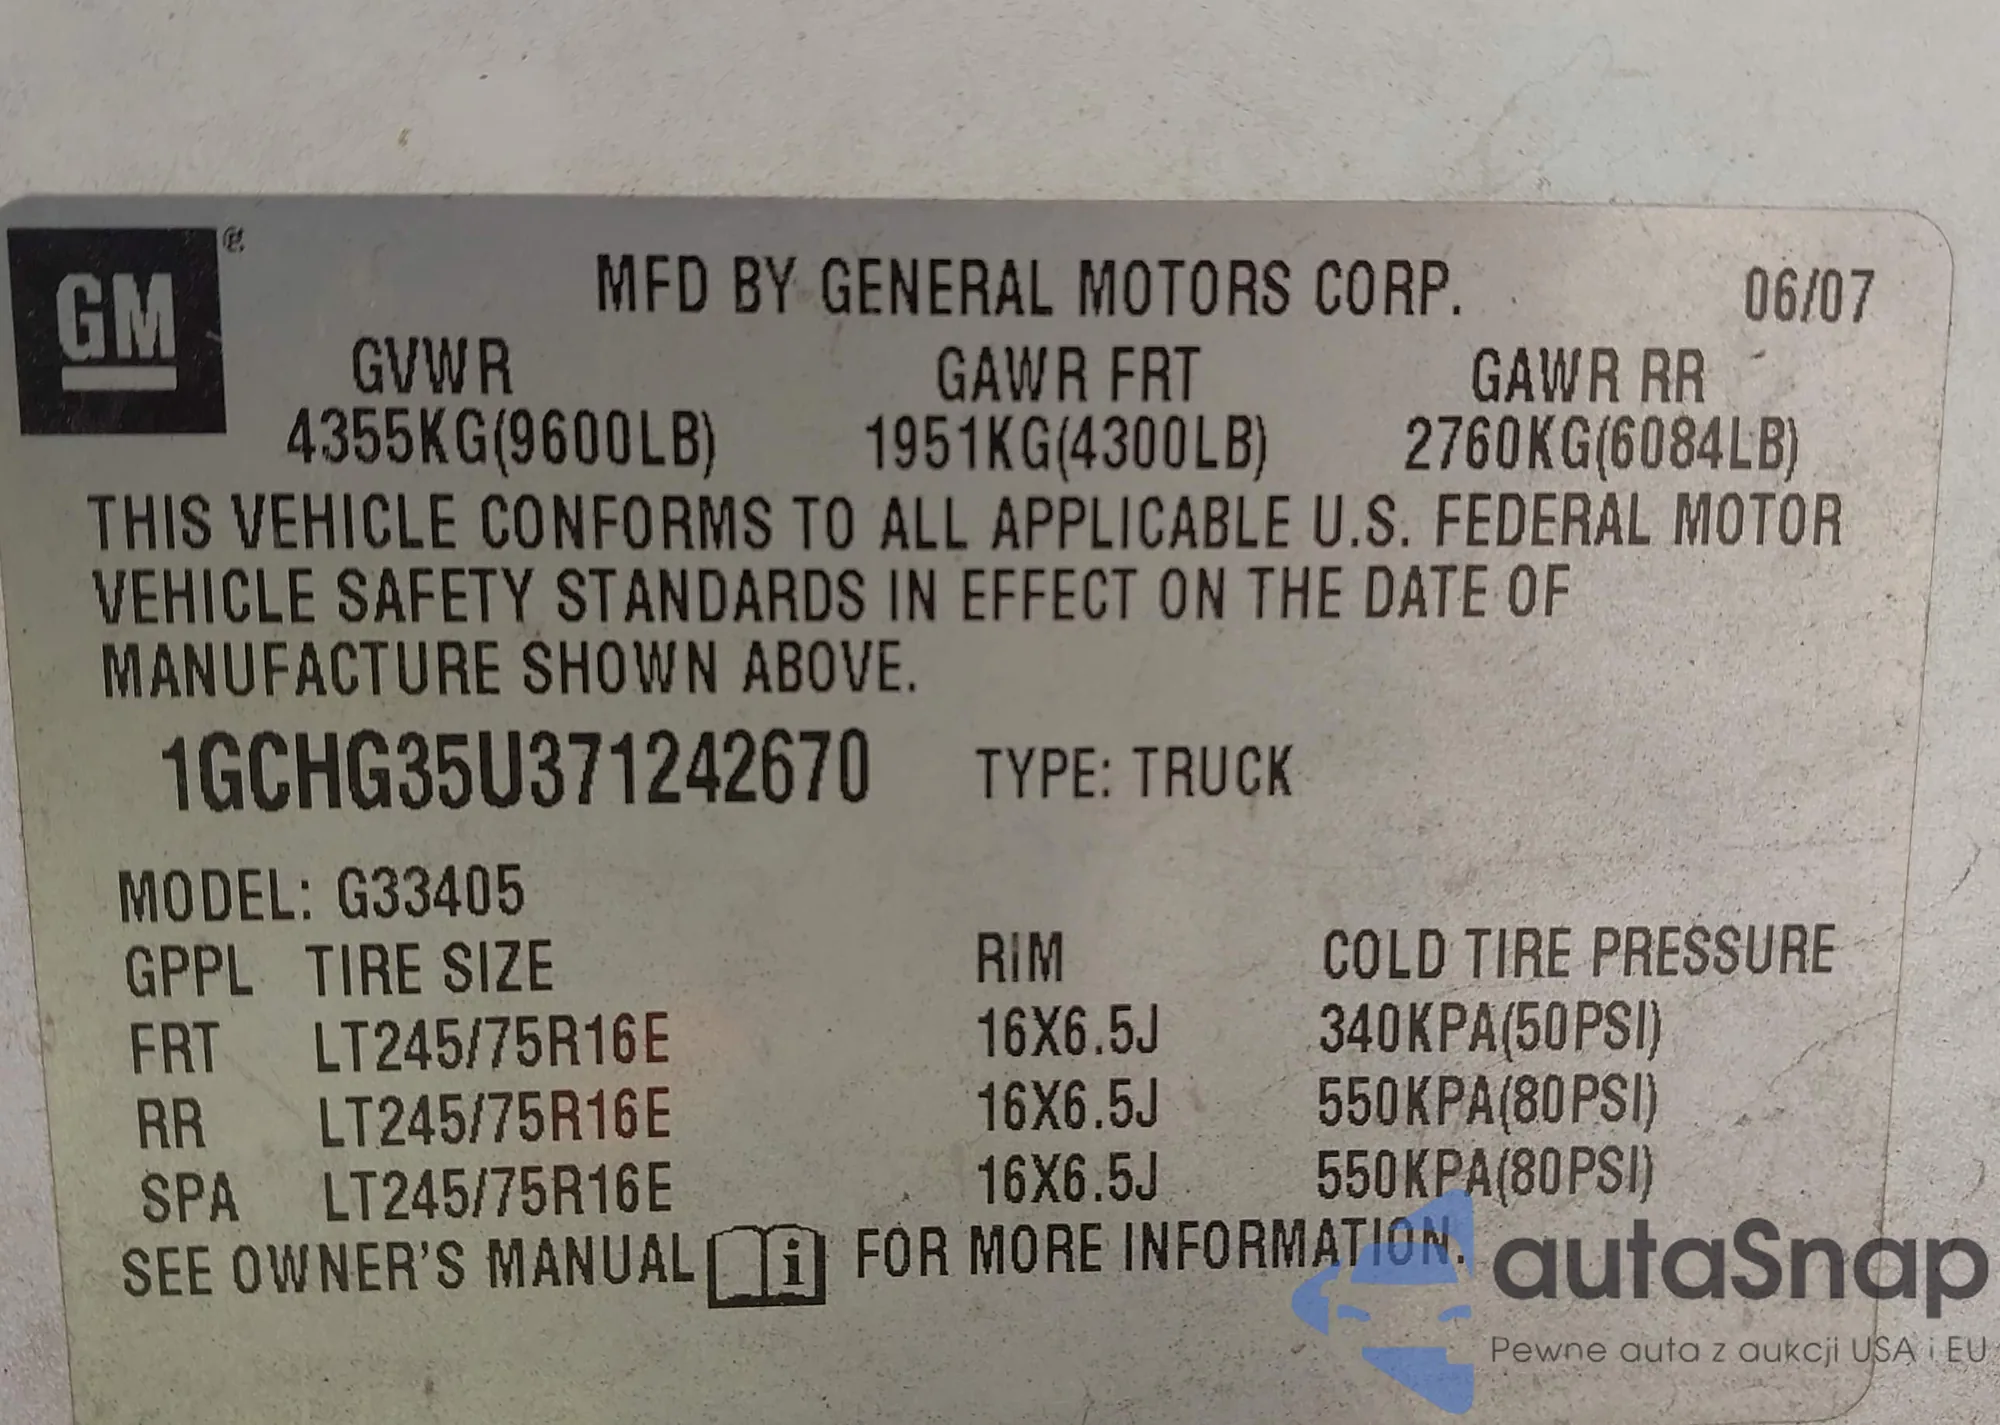 GM®
MFD BY GENERAL MOTORS CORP. 06/07
GVWR GAWR FRT GAWR RR
4355KG(9600LB) 1951KG(4300LB) 2760KG(6084LB)
THIS VEHICLE CONFORMS TO ALL APPLICABLE U.S. FEDERAL MOTOR
VEHICLE SAFETY STANDARDS IN EFFECT ON THE DATE OF
MANUFACTURE SHOWN ABOVE.
1GCHG35U371242670 TYPE: TRUCK
MODEL: G33405
GPPL TIRE SIZE RIM COLD TIRE PRESSURE
FRT LT245/75R16E 16X6.5J 340KPA(50PSI)
RR LT245/75R16E 16X6.5J 550KPA(80PSI)
SPA LT245/75R16E 16X6.5J 550KPA(80PSI)
SEE OWNER'S MANUAL i FOR MORE INFORMATION.
autaSnap
Pewne auta z aukcji USA i EU